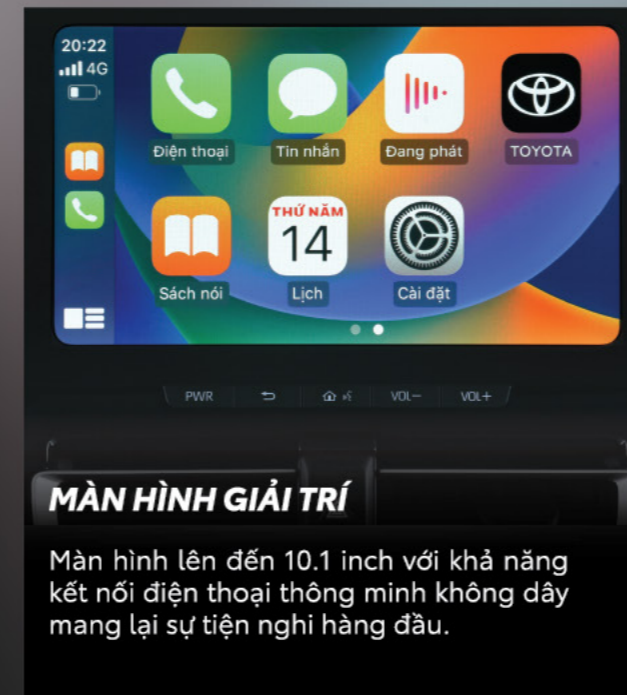 20:22
4G
Điện thoại
Tin nhắn
Đang phát
TOYOTA
THỨ NĂM
14
Sách nói
Lịch
Cài đặt
PWR
VOL−
VOL+
MÀN HÌNH GIẢI TRÍ
Màn hình lên đến 10.1 inch với khả năng
kết nối điện thoại thông minh không dây
mang lại sự tiện nghi hàng đầu.